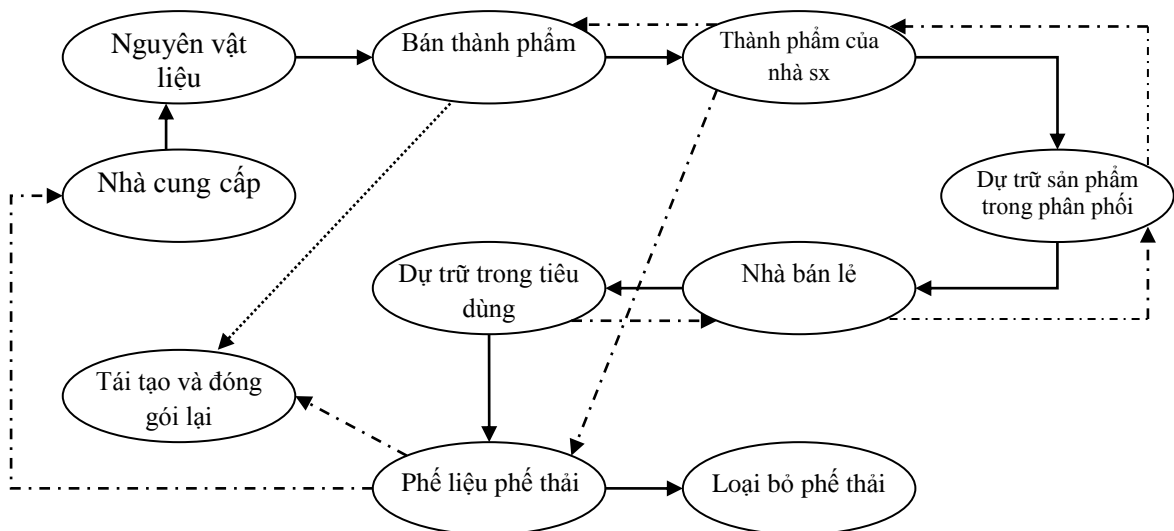 Nguyên vật
liệu
Bán thành phẩm
Thành phẩm của
nhà sx
Nhà cung cấp
Dự trữ sản phẩm
trong phân phối
Dự trữ trong tiêu
dùng
Nhà bán lẻ
Tái tạo và đóng
gói lại
Phế liệu phế thải
Loại bỏ phế thải